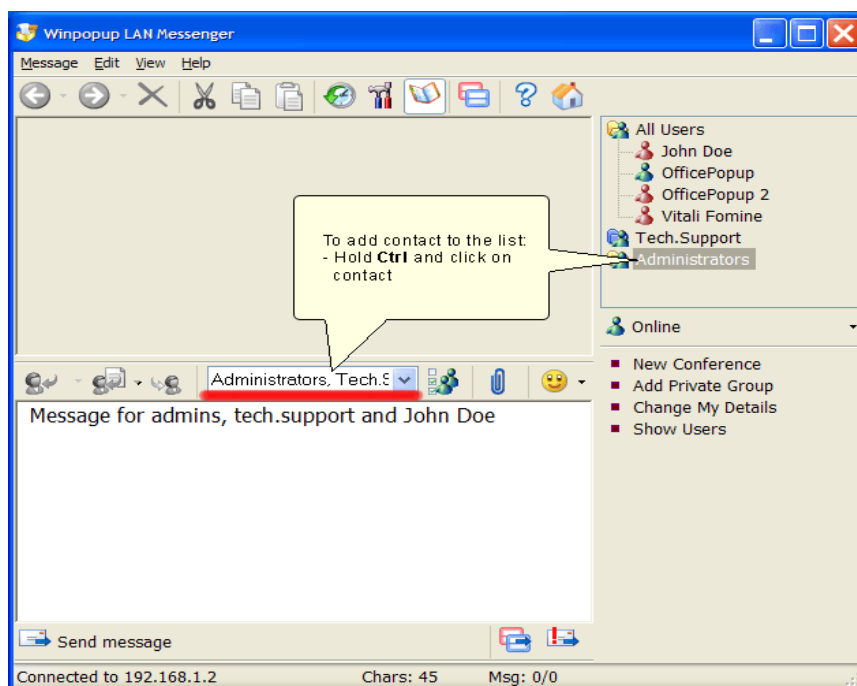 Winpopup LAN Messenger
Message Edit View Help
All Users
John Doe
OfficePopup
OfficePopup 2
Vitali Fomine
Tech.Support
Administrators
To add contact to the list:
- Hold Ctrl and click on
contact
Online
New Conference
Add Private Group
Change My Details
Show Users
Administrators, Tech.S
Message for admins, tech.support and John Doe
Send message
Connected to 192.168.1.2 Chars: 45 Msg: 0/0